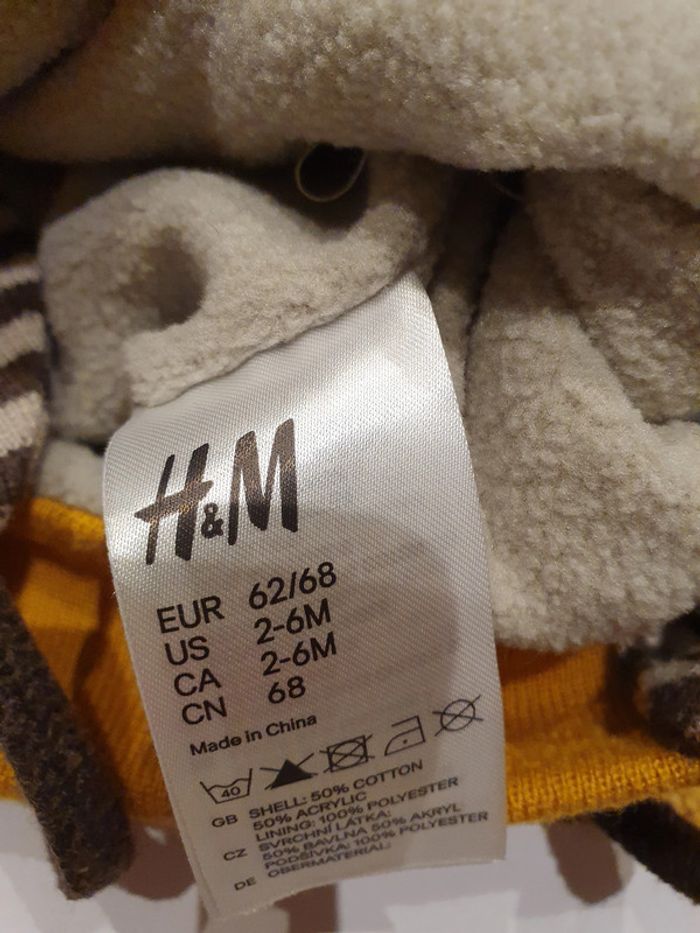 H&M
EUR 62/68
US 2-6M
CA 2-6M
CN 68
Made in China
40
GB SHELL: 50% COTTON
50% ACRYLIC
LINING: 100% POLYESTER
CZ SVRCHNÍ LÁTKA:
50% BAVLNA 50% AKRYL
PODŠÍVKA: 100% POLYESTER
DE OBERMATERIAL: